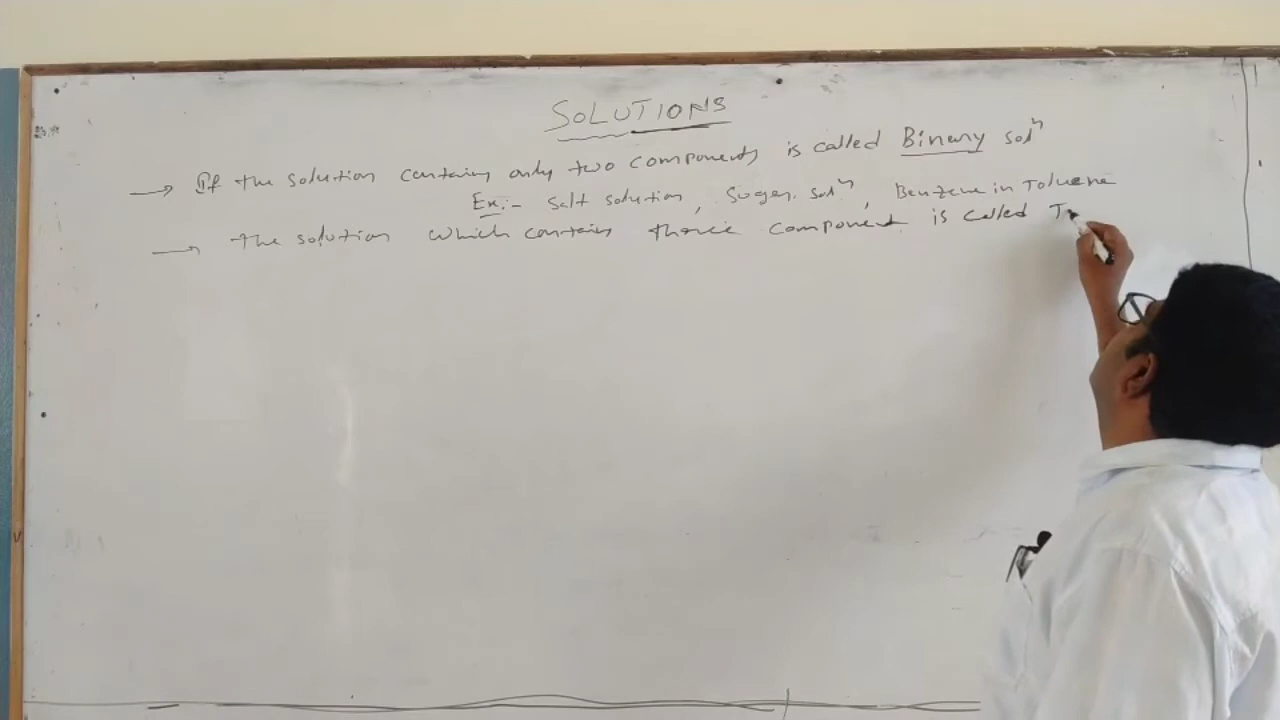 SOLUTIONS
→ If the solution contains only two components is called Binary solⁿ
Ex:- Salt solution, Sugar solⁿ, Benzene in Toluene
→ The solution which contains three component is called T